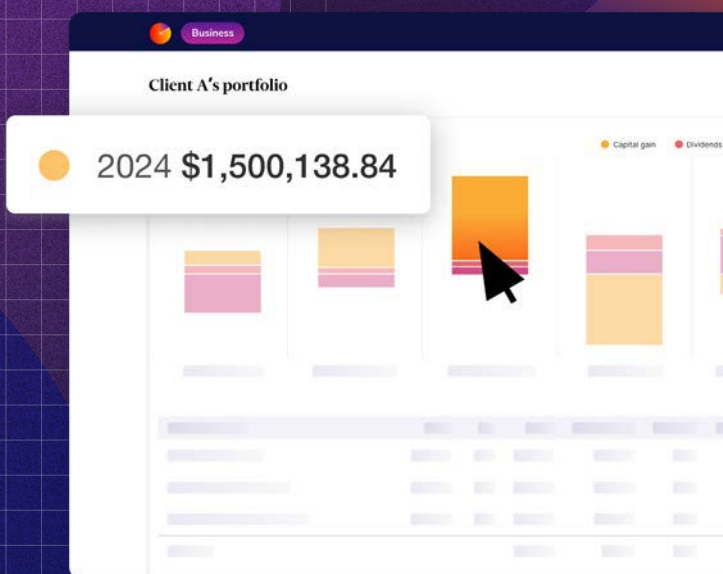 Business
Client A's portfolio
2024 $1,500,138.84
Capital gain
Dividends